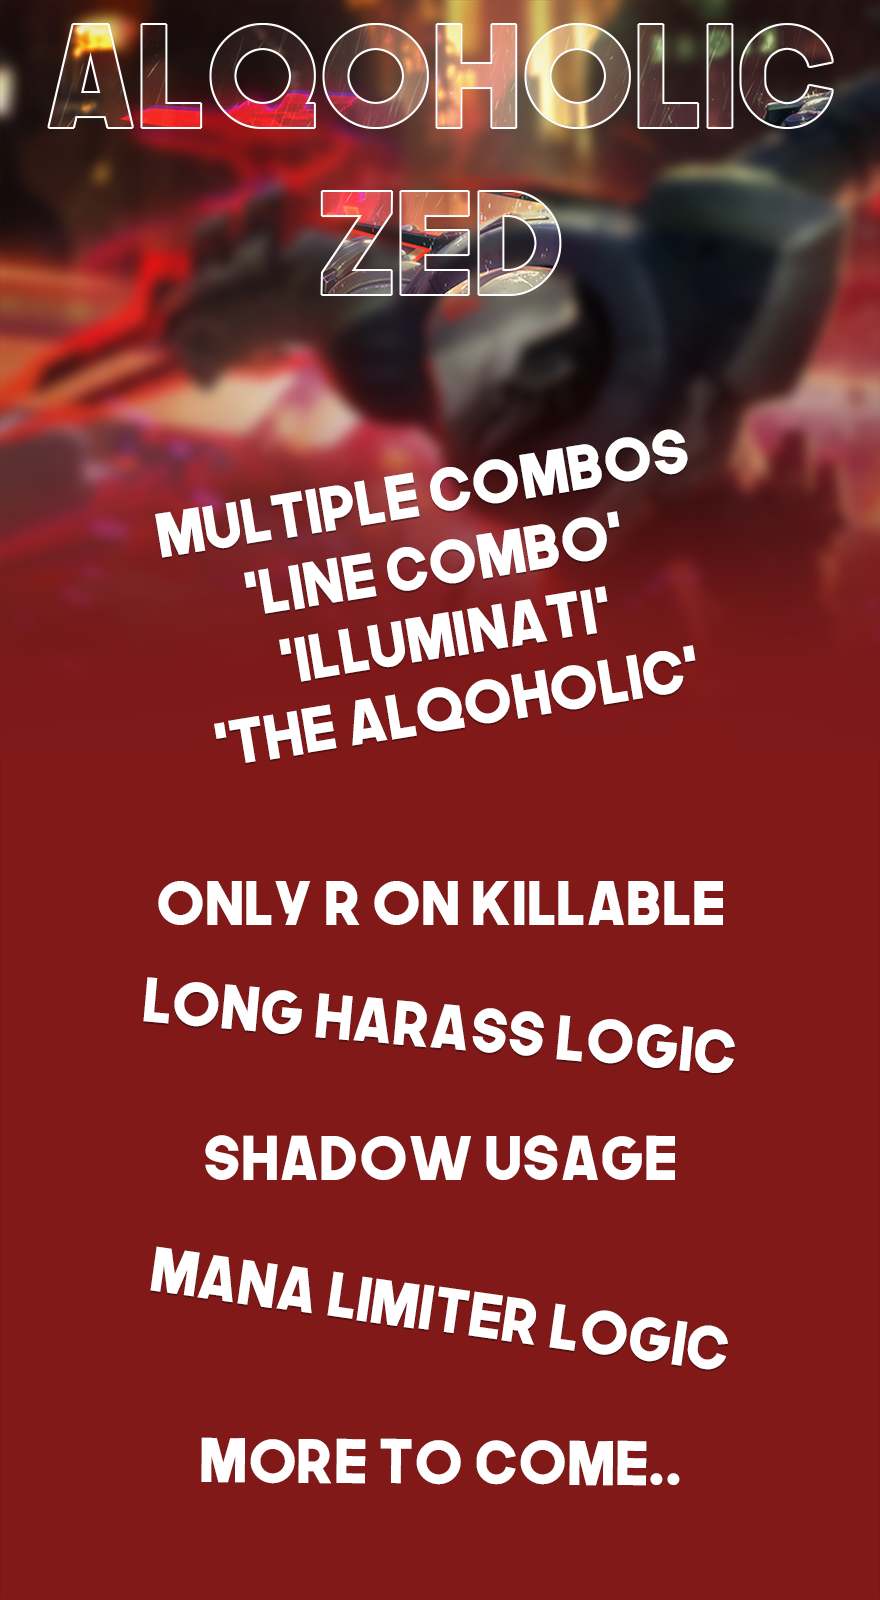 ALQOHOLIC
ZED
MULTIPLE COMBOS
'LINE COMBO'
'ILLUMINATI'
'THE ALQOHOLIC'
ONLY R ON KILLABLE
LONG HARASS LOGIC
SHADOW USAGE
MANA LIMITER LOGIC
MORE TO COME..